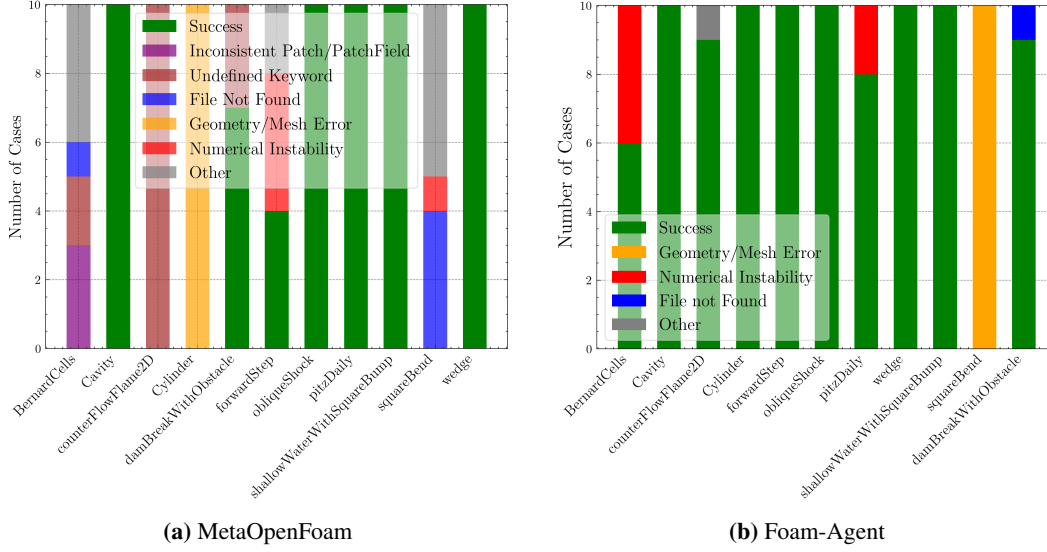 10
8
6
4
2
0
Number of Cases
Success
Inconsistent Patch/PatchField
Undefined Keyword
File Not Found
Geometry/Mesh Error
Numerical Instability
Other
BernardCells
Cavity
counterFlowFlame2D
Cylinder
damBreakWithObstacle
forwardStep
obliqueShock
pitzDaily
shallowWaterWithSquareBump
squareBend
wedge
(a) MetaOpenFoam
10
8
6
4
2
0
Number of Cases
Success
Geometry/Mesh Error
Numerical Instability
File not Found
Other
BernardCells
Cavity
counterFlowFlame2D
Cylinder
forwardStep
obliqueShock
pitzDaily
wedge
shallowWaterWithSquareBump
squareBend
damBreakWithObstacle
(b) Foam-Agent